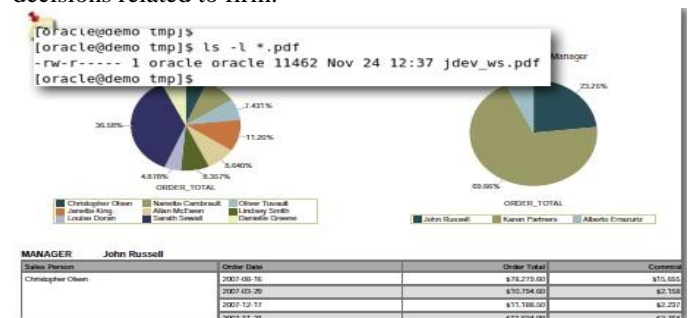 decisions related to firm.
[oracle@demo tmp]$
[oracle@demo tmp]$ ls -l *.pdf
-rw-r----- 1 oracle oracle 11462 Nov 24 12:37 jdev_ws.pdf
[oracle@demo tmp]$
Manager
23.25%
7.431%
36.58%
11.20%
8.640%
4.878%
8.357%
69.66%
ORDER_TOTAL
ORDER_TOTAL
Christopher Olsen Nanette Cambrault Oliver Tuvault
Janette King Allan McEwen Lindsey Smith
Louise Doran Sarath Sewall Danielle Greene
John Russell Karen Partners Alberto Errazuriz
MANAGER John Russell
Sales Person Order Date Order Total
Christopher Olsen 2007-08-16 $78,279.60 $15,655
2007-03-29 $10,794.60 $2,158
2007-12-17 $11,188.50 $2,237